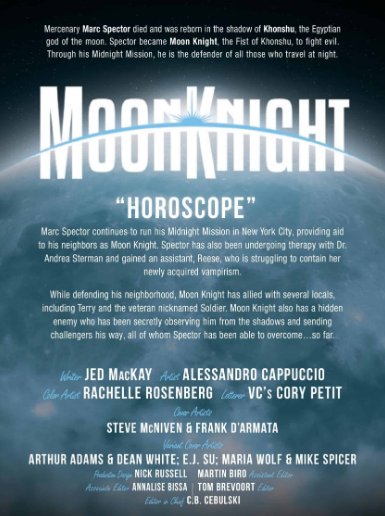 Mercenary Marc Spector died and was reborn in the shadow of Khonshu, the Egyptian
god of the moon. Spector became Moon Knight, the Fist of Khonshu, to fight evil.
Through his Midnight Mission, he is the defender of all those who travel at night.
MOONKNIGHT
"HOROSCOPE"
Marc Spector continues to run his Midnight Mission in New York City, providing aid
to his neighbors as Moon Knight. Spector has also been undergoing therapy with Dr.
Andrea Sterman and gained an assistant, Reese, who is struggling to contain her
newly acquired vampirism.
While defending his neighborhood, Moon Knight has allied with several locals,
including Terry and the veteran nicknamed Soldier. Moon Knight also has a hidden
enemy who has been secretly observing him from the shadows and sending
challengers his way, all of whom Spector has been able to overcome…so far.
Writer JED MACKAY Artist ALESSANDRO CAPPUCCIO
Color Artist RACHELLE ROSENBERG Letterer VC's CORY PETIT
Cover Artists
STEVE McNIVEN & FRANK D'ARMATA
Variant Cover Artists
ARTHUR ADAMS & DEAN WHITE; E.J. SU; MARIA WOLF & MIKE SPICER
Production Design NICK RUSSELL MARTIN BIRO Assistant Editor
Associate Editor ANNALISE BISSA TOM BREVOORT Editor
Editor in Chief C.B. CEBULSKI